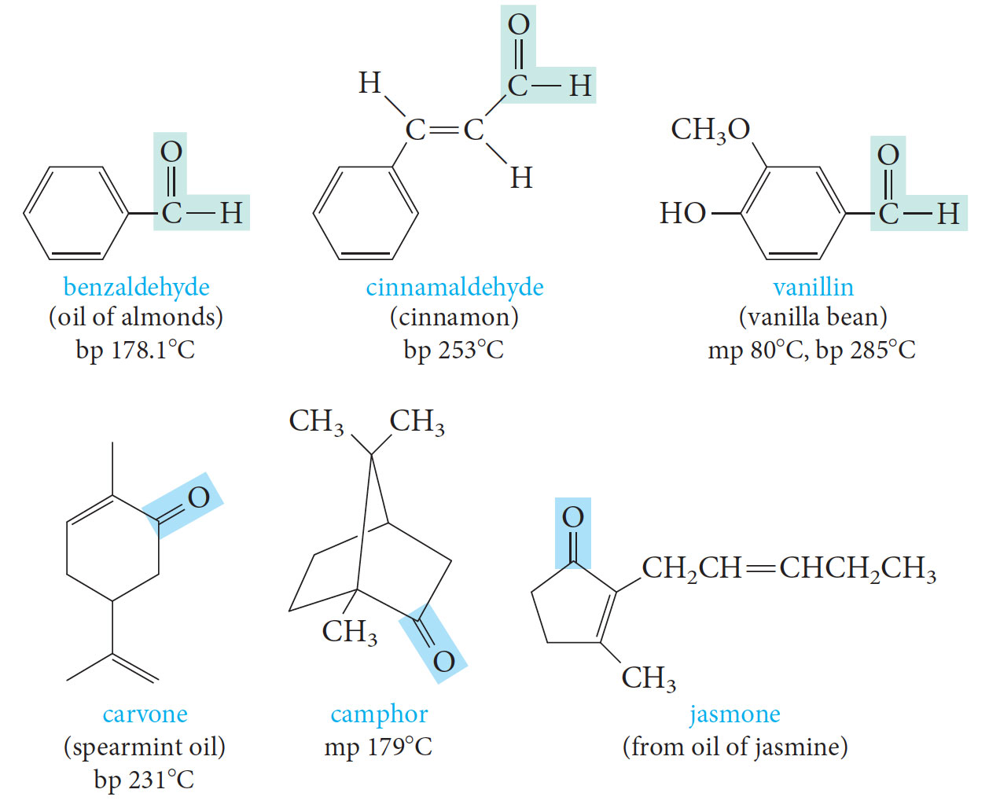 O
C—H
benzaldehyde
(oil of almonds)
bp 178.1°C
O
H
C—H
C=C
H
cinnamaldehyde
(cinnamon)
bp 253°C
CH₃O
O
HO
C—H
vanillin
(vanilla bean)
mp 80°C, bp 285°C
O
carvone
(spearmint oil)
bp 231°C
CH₃ CH₃
CH₃
O
camphor
mp 179°C
O
CH₂CH=CHCH₂CH₃
CH₃
jasmone
(from oil of jasmine)